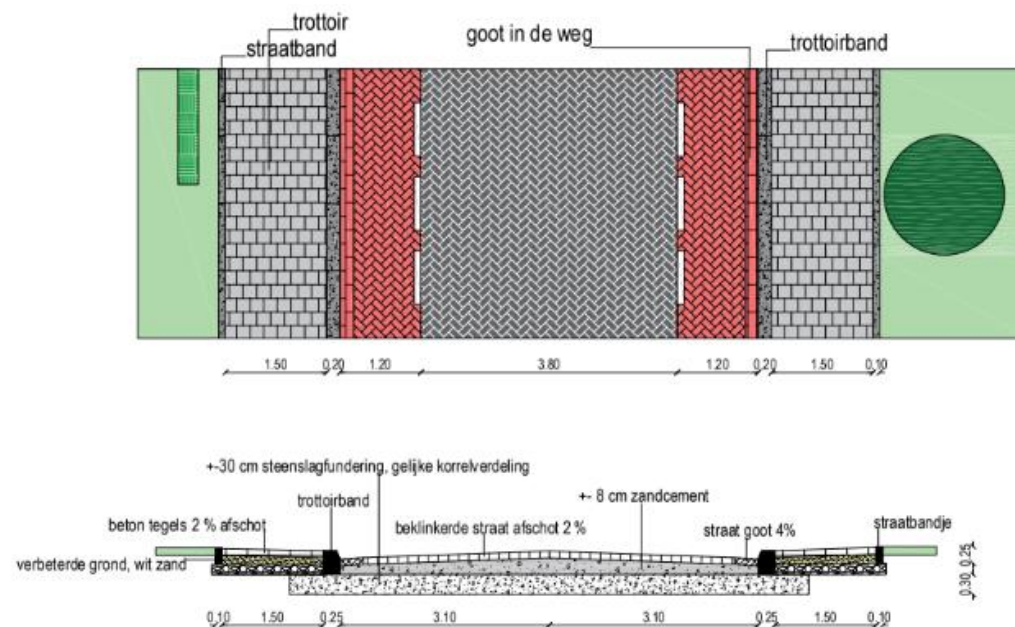 trottoir
straatband
goot in de weg
trottoirband
1.50 0,20 1.20 3.80 1.20 0.20 1.50 0,10
+-30 cm steenslagfundering, gelijke korrelverdeling
trottoirband
+- 8 cm zandcement
beton tegels 2 % afschot
beklinkerde straat afschot 2 %
straat goot 4%
straatbandje
verbeterde grond, wit zand
0,30 0,25
0,10 1.50 0.25 3.10 3.10 0.25 1.50 0,10